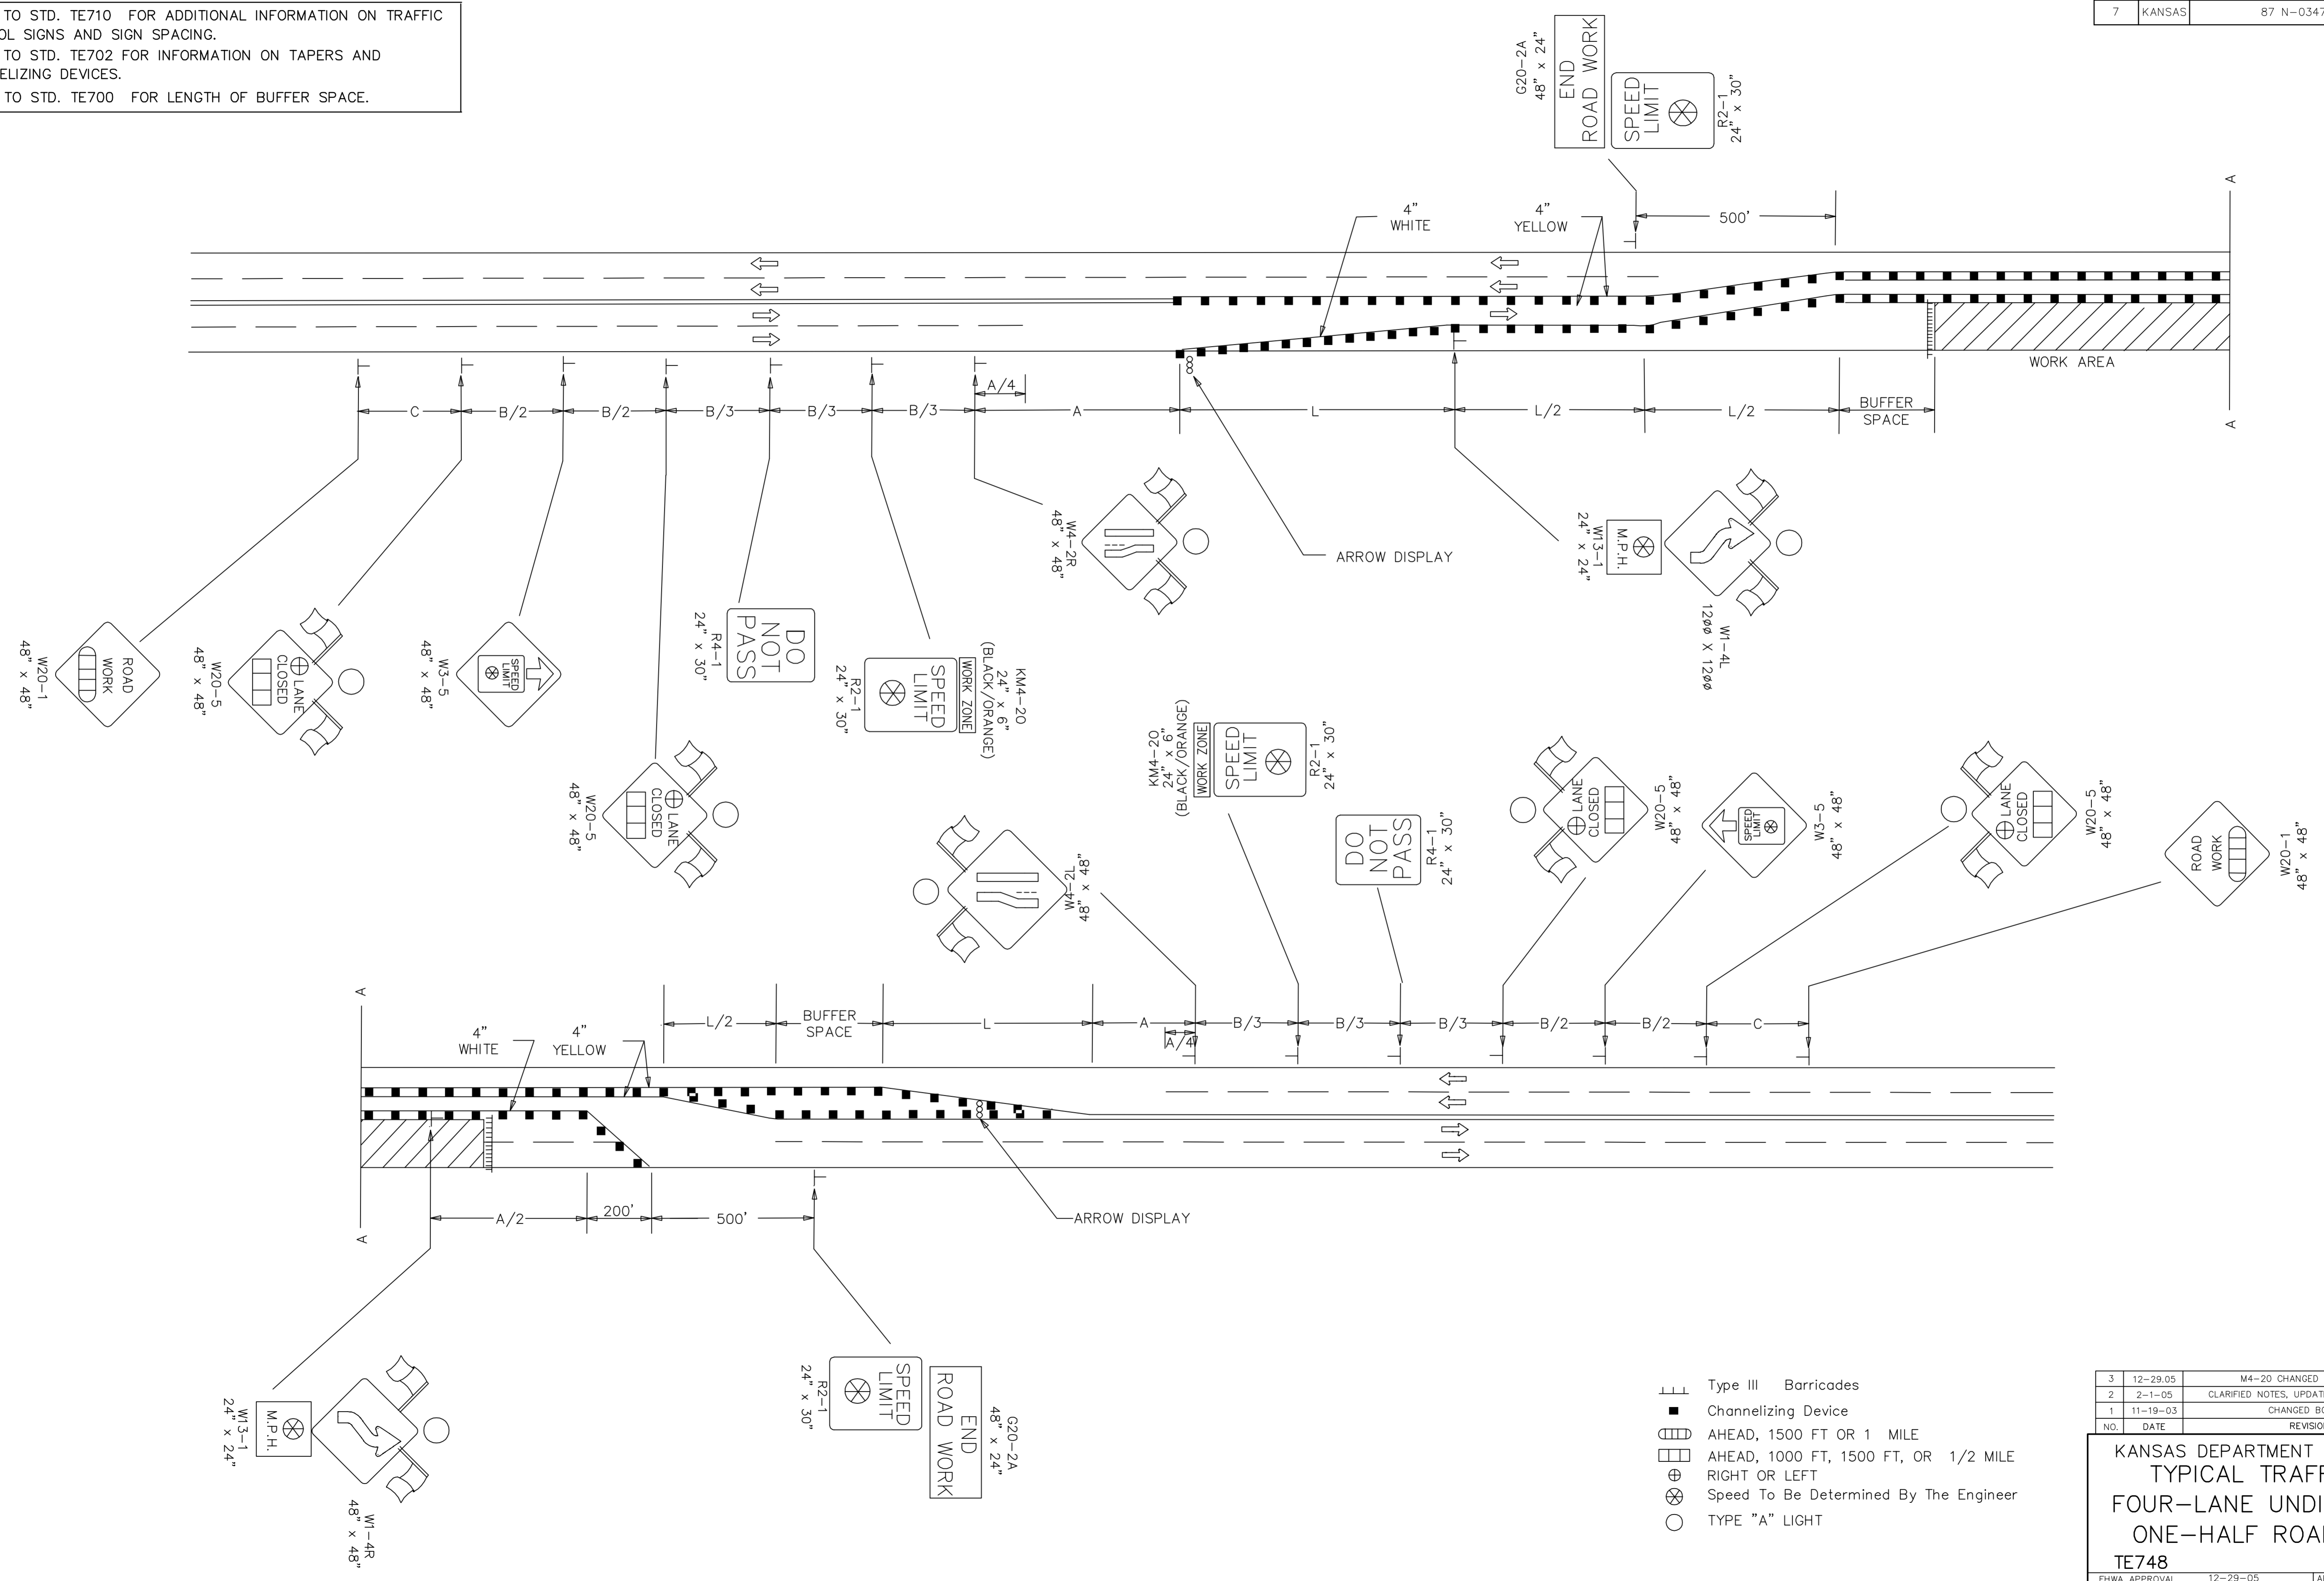 TO STD. TE710 FOR ADDITIONAL INFORMATION ON TRAFFIC
OL SIGNS AND SIGN SPACING.
TO STD. TE702 FOR INFORMATION ON TAPERS AND
ELIZING DEVICES.
TO STD. TE700 FOR LENGTH OF BUFFER SPACE.
7 KANSAS 87 N-0347
G20-2A
48" x 24"
END
ROAD WORK
SPEED
LIMIT
R2-1
24" x 30"
4"
WHITE
4"
YELLOW
500'
A
WORK AREA
A/4
C
B/2
B/2
B/3
B/3
B/3
A
L
L/2
L/2
BUFFER
SPACE
A
ROAD
WORK
W20-1
48" x 48"
LANE
CLOSED
W20-5
48" x 48"
SPEED
LIMIT
W3-5
48" x 48"
LANE
CLOSED
W20-5
48" x 48"
DO
NOT
PASS
R4-1
24" x 30"
KM4-20
24" x 6"
(BLACK/ORANGE)
WORK ZONE
SPEED
LIMIT
R2-1
24" x 30"
W4-2R
48" x 48"
ARROW DISPLAY
M.P.H.
W13-1
24" x 24"
W1-4L
12ØØ X 12ØØ
W4-2L
48" x 48"
KM4-20
24" x 6"
(BLACK/ORANGE)
WORK ZONE
SPEED
LIMIT
R2-1
24" x 30"
DO
NOT
PASS
R4-1
24" x 30"
LANE
CLOSED
W20-5
48" x 48"
SPEED
LIMIT
W3-5
48" x 48"
LANE
CLOSED
W20-5
48" x 48"
ROAD
WORK
W20-1
48" x 48"
A
4"
WHITE
4"
YELLOW
L/2
BUFFER
SPACE
L
A
A/4
B/3
B/3
B/3
B/2
B/2
C
A
A/2
200'
500'
ARROW DISPLAY
M.P.H.
W13-1
24" x 24"
W1-4R
48" x 48"
SPEED
LIMIT
R2-1
24" x 30"
END
ROAD WORK
G20-2A
48" x 24"
Type III Barricades
Channelizing Device
AHEAD, 1500 FT OR 1 MILE
AHEAD, 1000 FT, 1500 FT, OR 1/2 MILE
RIGHT OR LEFT
Speed To Be Determined By The Engineer
TYPE "A" LIGHT
3 12-29.05 M4-20 CHANGED
2 2-1-05 CLARIFIED NOTES, UPDAT
1 11-19-03 CHANGED BO
NO. DATE REVISIO
KANSAS DEPARTMENT
TYPICAL TRAFF
FOUR-LANE UNDI
ONE-HALF ROA
TE748
FHWA APPROVAL 12-29-05